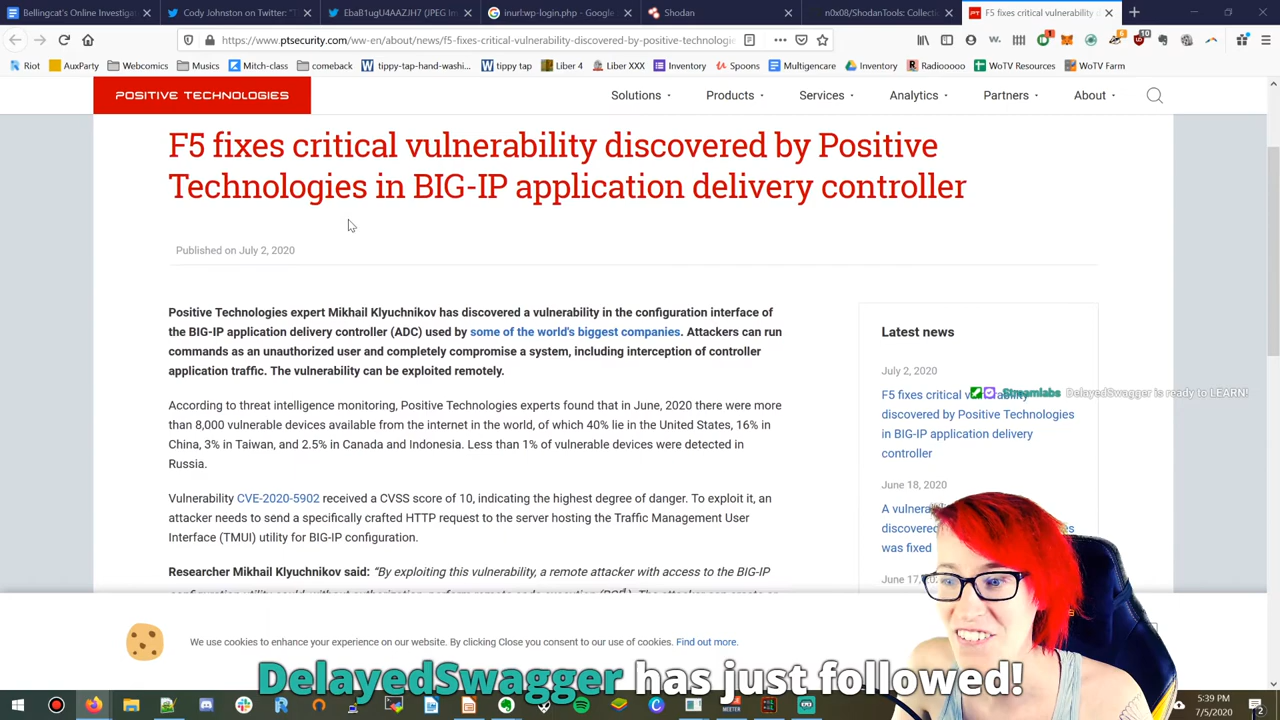 Bellingcat's Online Investigat
Cody Johnston on Twitter: "T
EbaB1ugU4AAZJH7 (JPEG Im
inurl:wp-login.php - Google
Shodan
n0x08/ShodanTools: Collecti
F5 fixes critical vulnerability d
https://www.ptsecurity.com/ww-en/about/news/f5-fixes-critical-vulnerability-discovered-by-positive-technologie
Riot
AuxParty
Webcomics
Musics
Mitch-class
comeback
tippy-tap-hand-washi...
tippy tap
Liber 4
Liber XXX
Inventory
Spoons
Multigencare
Inventory
Radiooooo
WoTV Resources
WoTV Farm
POSITIVE TECHNOLOGIES
Solutions
Products
Services
Analytics
Partners
About
F5 fixes critical vulnerability discovered by Positive
Technologies in BIG-IP application delivery controller
Published on July 2, 2020
Positive Technologies expert Mikhail Klyuchnikov has discovered a vulnerability in the configuration interface of
the BIG-IP application delivery controller (ADC) used by some of the world's biggest companies. Attackers can run
commands as an unauthorized user and completely compromise a system, including interception of controller
application traffic. The vulnerability can be exploited remotely.
According to threat intelligence monitoring, Positive Technologies experts found that in June, 2020 there were more
than 8,000 vulnerable devices available from the internet in the world, of which 40% lie in the United States, 16% in
China, 3% in Taiwan, and 2.5% in Canada and Indonesia. Less than 1% of vulnerable devices were detected in
Russia.
Vulnerability CVE-2020-5902 received a CVSS score of 10, indicating the highest degree of danger. To exploit it, an
attacker needs to send a specifically crafted HTTP request to the server hosting the Traffic Management User
Interface (TMUI) utility for BIG-IP configuration.
Researcher Mikhail Klyuchnikov said: "By exploiting this vulnerability, a remote attacker with access to the BIG-IP
Latest news
July 2, 2020
F5 fixes critical vulnerability
Streamlabs DelayedSwagger is ready to LEARN!
discovered by Positive Technologies
in BIG-IP application delivery
controller
June 18, 2020
A vulnera
discovered
was fixed
June 17, 20
We use cookies to enhance your experience on our website. By clicking Close you consent to our use of cookies. Find out more.
DelayedSwagger has just followed!
5:39 PM
7/5/2020